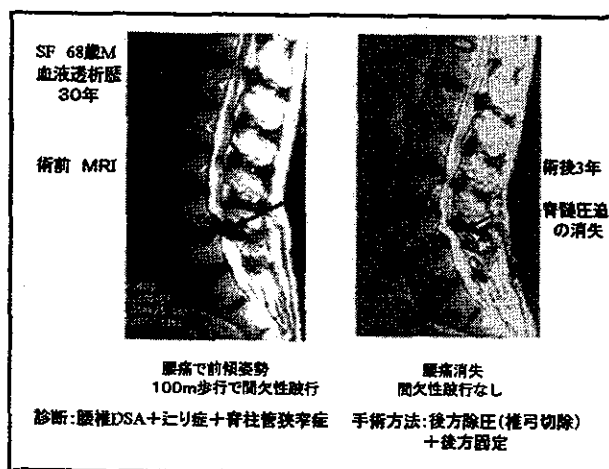 SF 68歳M
血液透析歴
30年
術前 MRI
術後3年
脊髄圧迫
の消失
腰痛で前傾姿勢
100m歩行で間欠性跛行
腰痛消失
間欠性跛行なし
診断:腰椎DSA+辷り症+脊柱管狭窄症
手術方法:後方除圧(椎弓切除)
+後方固定